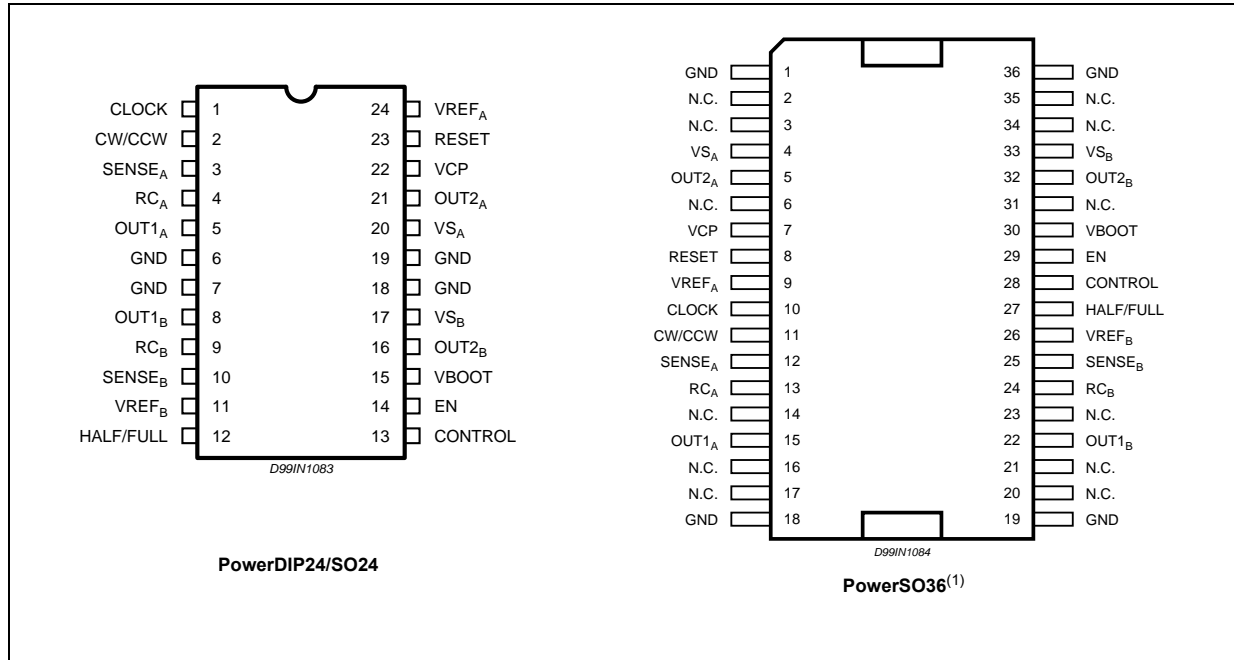 CLOCK 1 24 VREFA
CW/CCW 2 23 RESET
SENSEA 3 22 VCP
RCA 4 21 OUT2A
OUT1A 5 20 VSA
GND 6 19 GND
GND 7 18 GND
OUT1B 8 17 VSB
RCB 9 16 OUT2B
SENSEB 10 15 VBOOT
VREFB 11 14 EN
HALF/FULL 12 13 CONTROL
D99IN1083
PowerDIP24/SO24
GND 1 36 GND
N.C. 2 35 N.C.
N.C. 3 34 N.C.
VSA 4 33 VSB
OUT2A 5 32 OUT2B
N.C. 6 31 N.C.
VCP 7 30 VBOOT
RESET 8 29 EN
VREFA 9 28 CONTROL
CLOCK 10 27 HALF/FULL
CW/CCW 11 26 VREFB
SENSEA 12 25 SENSEB
RCA 13 24 RCB
N.C. 14 23 N.C.
OUT1A 15 22 OUT1B
N.C. 16 21 N.C.
N.C. 17 20 N.C.
GND 18 19 GND
D99IN1084
PowerSO36(1)